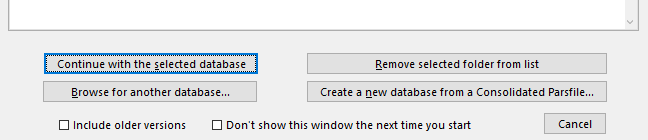 Continue with the selected database
Remove selected folder from list
Browse for another database...
Create a new database from a Consolidated Parsfile...
Include older versions
Don't show this window the next time you start
Cancel